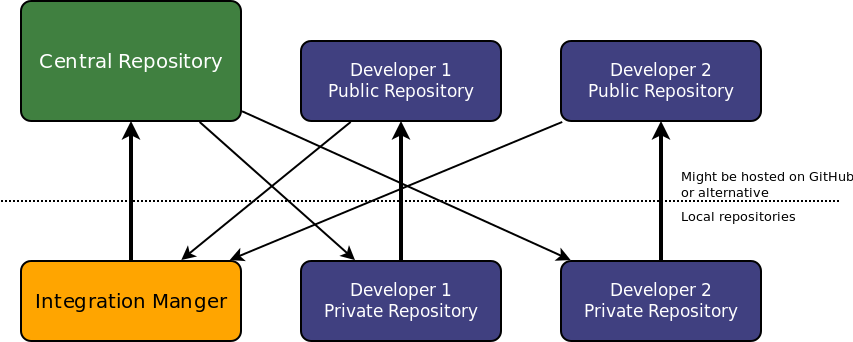 Central Repository
Developer 1
Public Repository
Developer 2
Public Repository
Might be hosted on GitHub
or alternative
Local repositories
Integration Manger
Developer 1
Private Repository
Developer 2
Private Repository